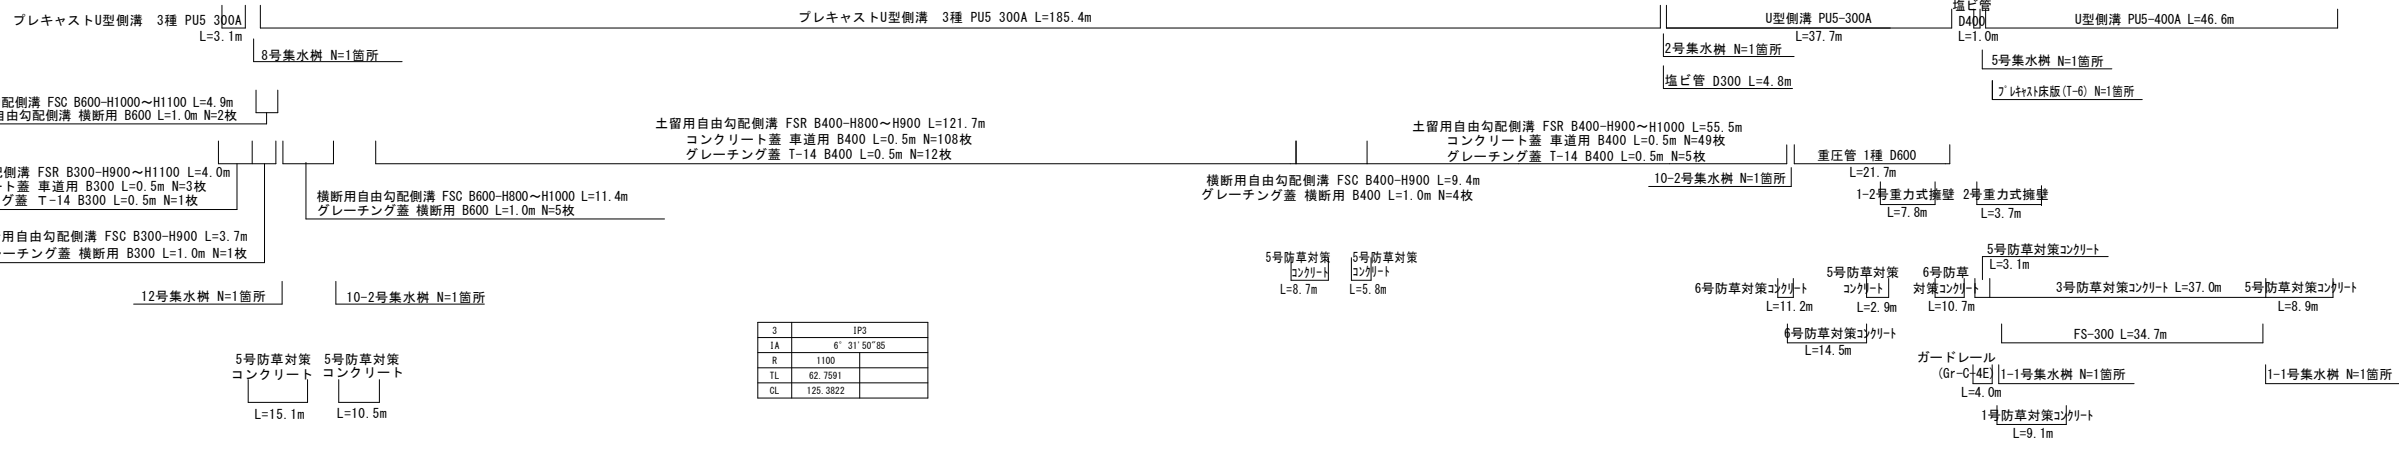 プレキャストU型側溝 3種 PU5 300A
L=3.1m
プレキャストU型側溝 3種 PU5 300A L=185.4m
U型側溝 PU5-300A
L=37.7m
塩ビ管
D400
L=1.0m
U型側溝 PU5-400A L=46.6m
8号集水桝 N=1箇所
2号集水桝 N=1箇所
塩ビ管 D300 L=4.8m
5号集水桝 N=1箇所
プレキャスト床版(T-6) N=1箇所
配側溝 FSC B600-H1000～H1100 L=4.9m
自由勾配側溝 横断用 B600 L=1.0m N=2枚
土留用自由勾配側溝 FSR B400-H800～H900 L=121.7m
コンクリート蓋 車道用 B400 L=0.5m N=108枚
グレーチング蓋 T-14 B400 L=0.5m N=12枚
土留用自由勾配側溝 FSR B400-H900～H1000 L=55.5m
コンクリート蓋 車道用 B400 L=0.5m N=49枚
グレーチング蓋 T-14 B400 L=0.5m N=5枚
重圧管 1種 D600
L=21.7m
配側溝 FSR B300-H900～H1100 L=4.0m
ート蓋 車道用 B300 L=0.5m N=3枚
グ蓋 T-14 B300 L=0.5m N=1枚
横断用自由勾配側溝 FSC B600-H800～H1000 L=11.4m
グレーチング蓋 横断用 B600 L=1.0m N=5枚
横断用自由勾配側溝 FSC B400-H900 L=9.4m
グレーチング蓋 横断用 B400 L=1.0m N=4枚
10-2号集水桝 N=1箇所
1-2号重力式擁壁
L=7.8m
2号重力式擁壁
L=3.7m
用自由勾配側溝 FSC B300-H900 L=3.7m
ーチング蓋 横断用 B300 L=1.0m N=1枚
12号集水桝 N=1箇所
10-2号集水桝 N=1箇所
5号防草対策
コンクリート
L=8.7m
5号防草対策
コンクリート
L=5.8m
6号防草対策コンクリート
L=11.2m
5号防草対策
コンクリート
L=2.9m
6号防草
対策コンクリート
L=10.7m
5号防草対策コンクリート
L=3.1m
3号防草対策コンクリート L=37.0m
5号防草対策コンクリート
L=8.9m
6号防草対策コンクリート
L=14.5m
FS-300 L=34.7m
ガードレール
(Gr-C-4E)
L=4.0m
1-1号集水桝 N=1箇所
1-1号集水桝 N=1箇所
1号防草対策コンクリート
L=9.1m
5号防草対策
コンクリート
L=15.1m
5号防草対策
コンクリート
L=10.5m
3 IP3
IA 6° 31' 50"85
R 1100
TL 62.7591
CL 125.3822